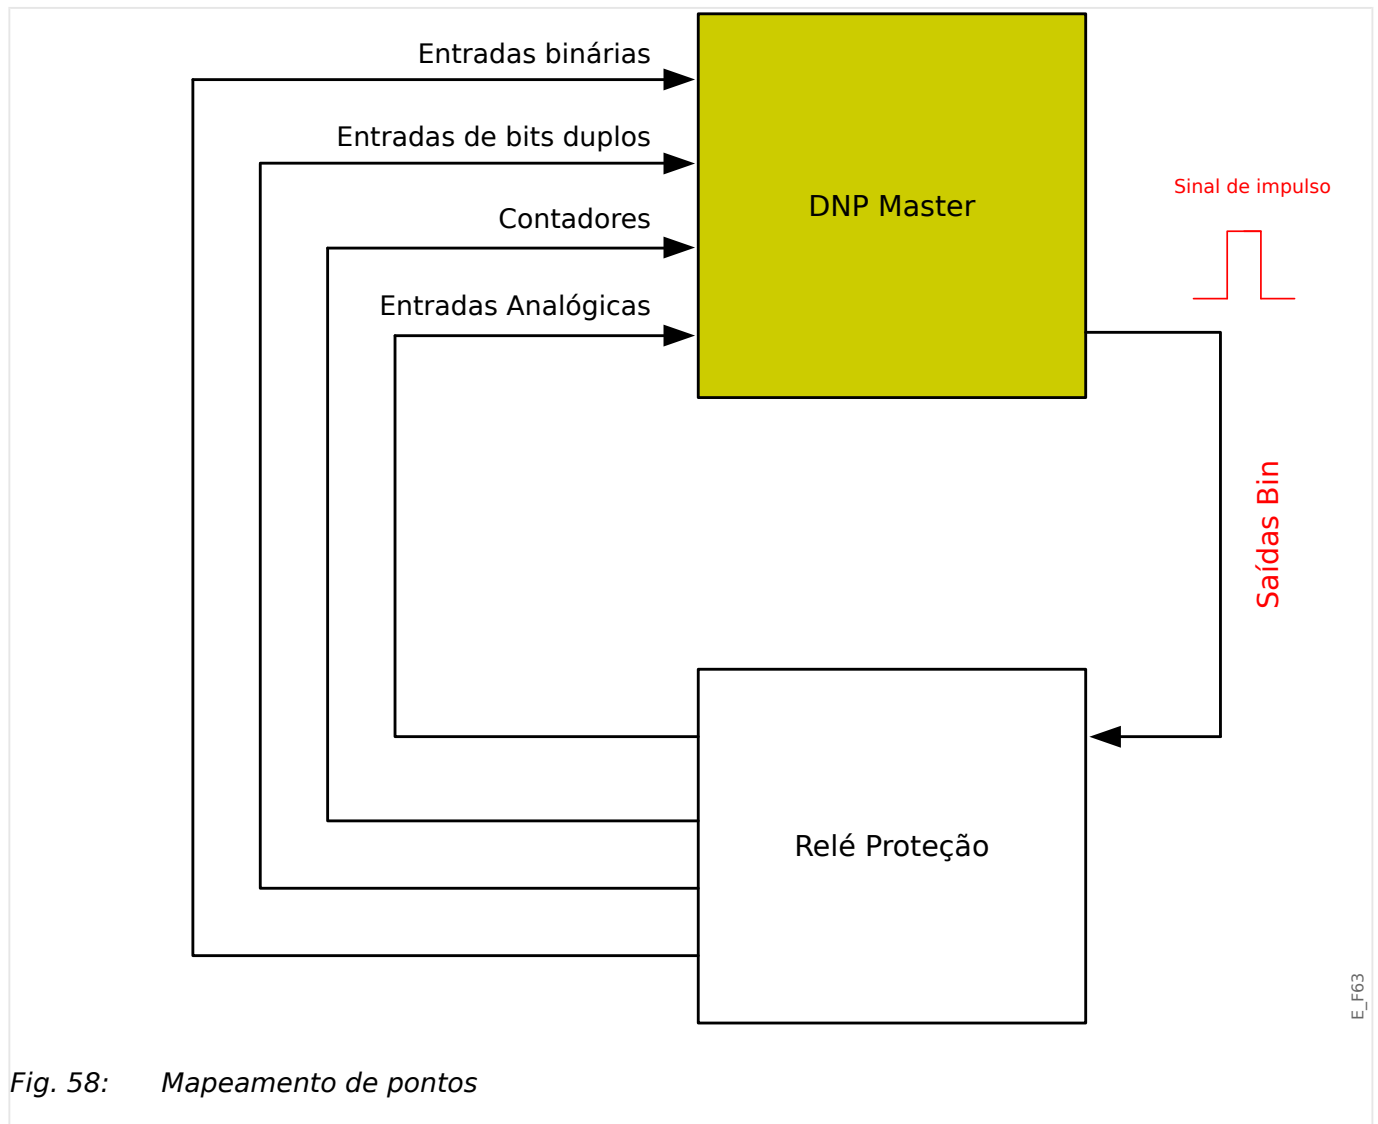 Entradas binárias
Entradas de bits duplos
Contadores
Entradas Analógicas
DNP Master
Sinal de impulso
Saídas Bin
Relé Proteção
E_F63
Fig. 58: Mapeamento de pontos